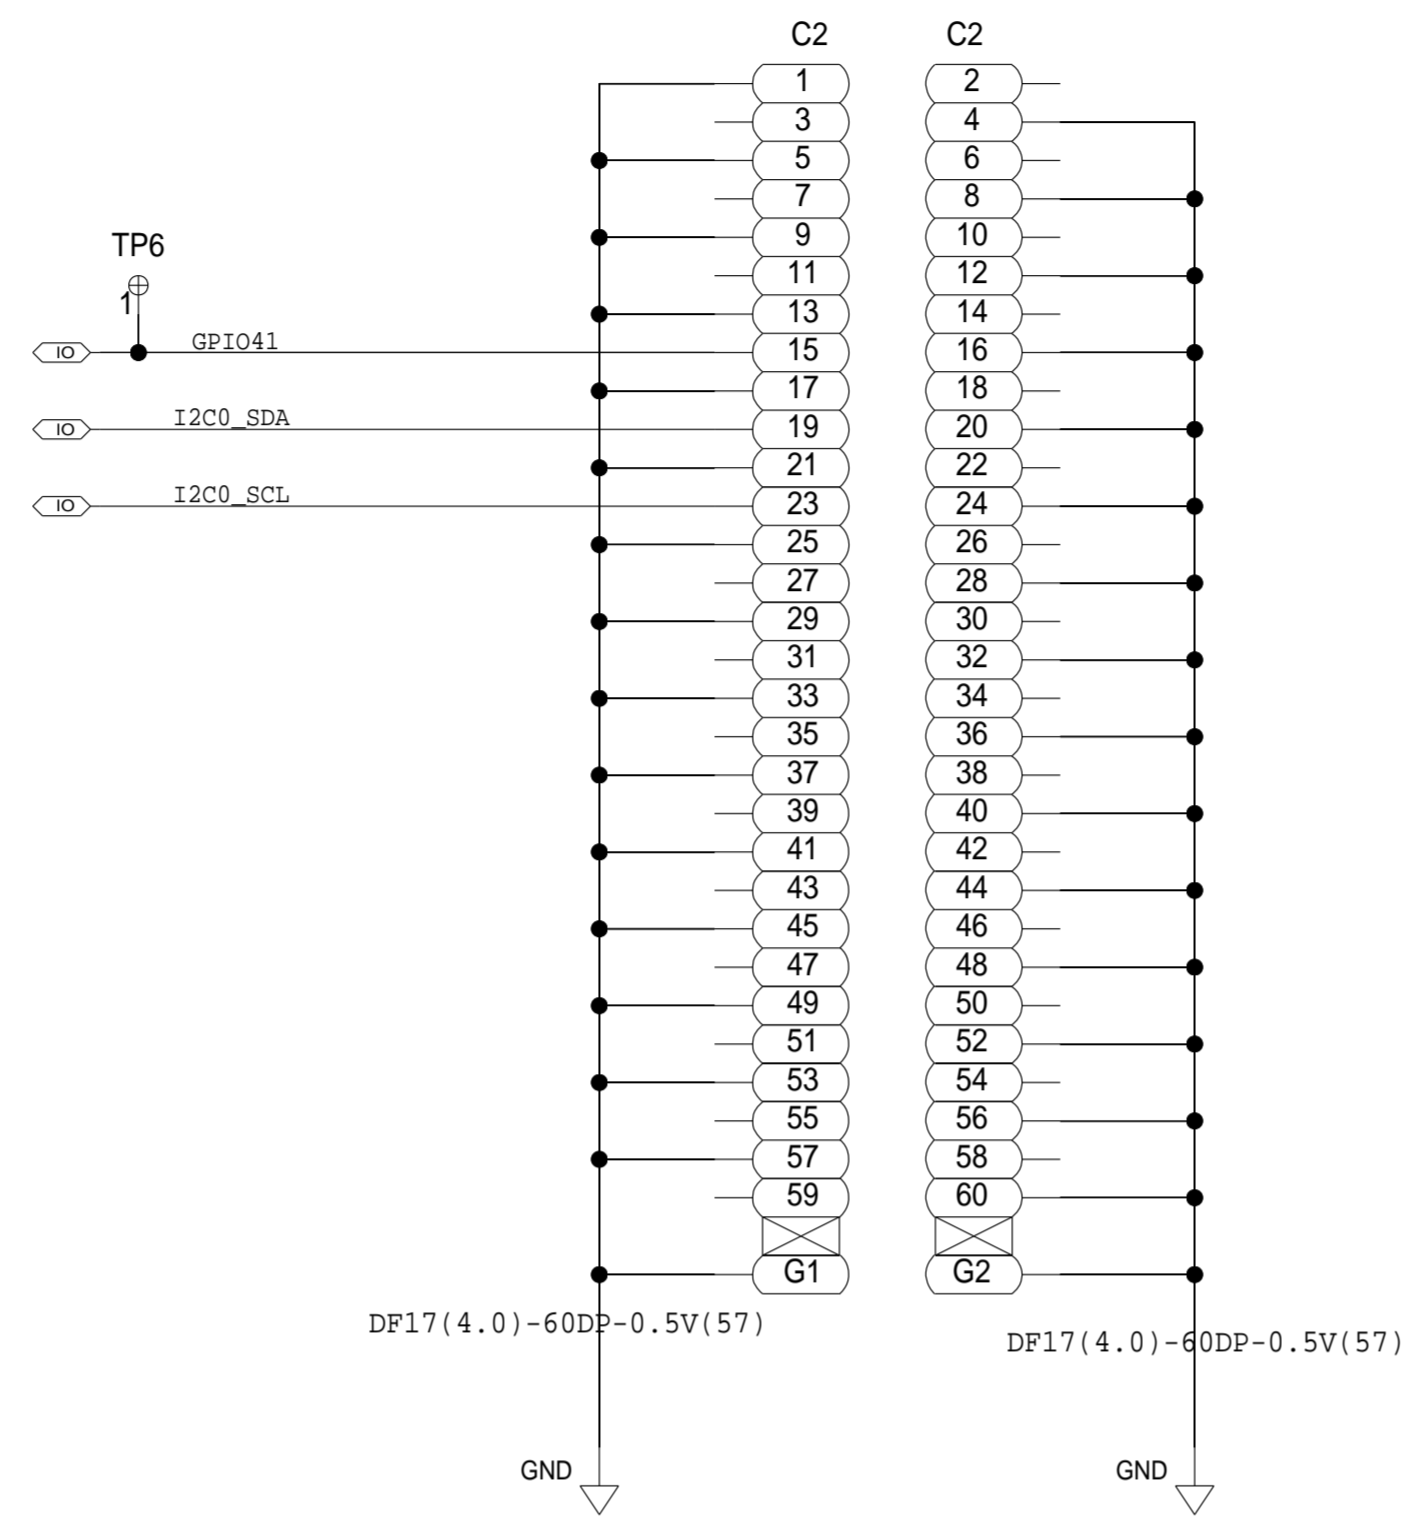 C2 C2
1 2
3 4
5 6
7 8
TP6
9 10
11 12
1
13 14
GPIO41
IO 15 16
17 18
I2C0_SDA
IO 19 20
21 22
I2C0_SCL
IO 23 24
25 26
27 28
29 30
31 32
33 34
35 36
37 38
39 40
41 42
43 44
45 46
47 48
49 50
51 52
53 54
55 56
57 58
59 60
G1 G2
DF17(4.0)-60DP-0.5V(57)
DF17(4.0)-60DP-0.5V(57)
GND GND